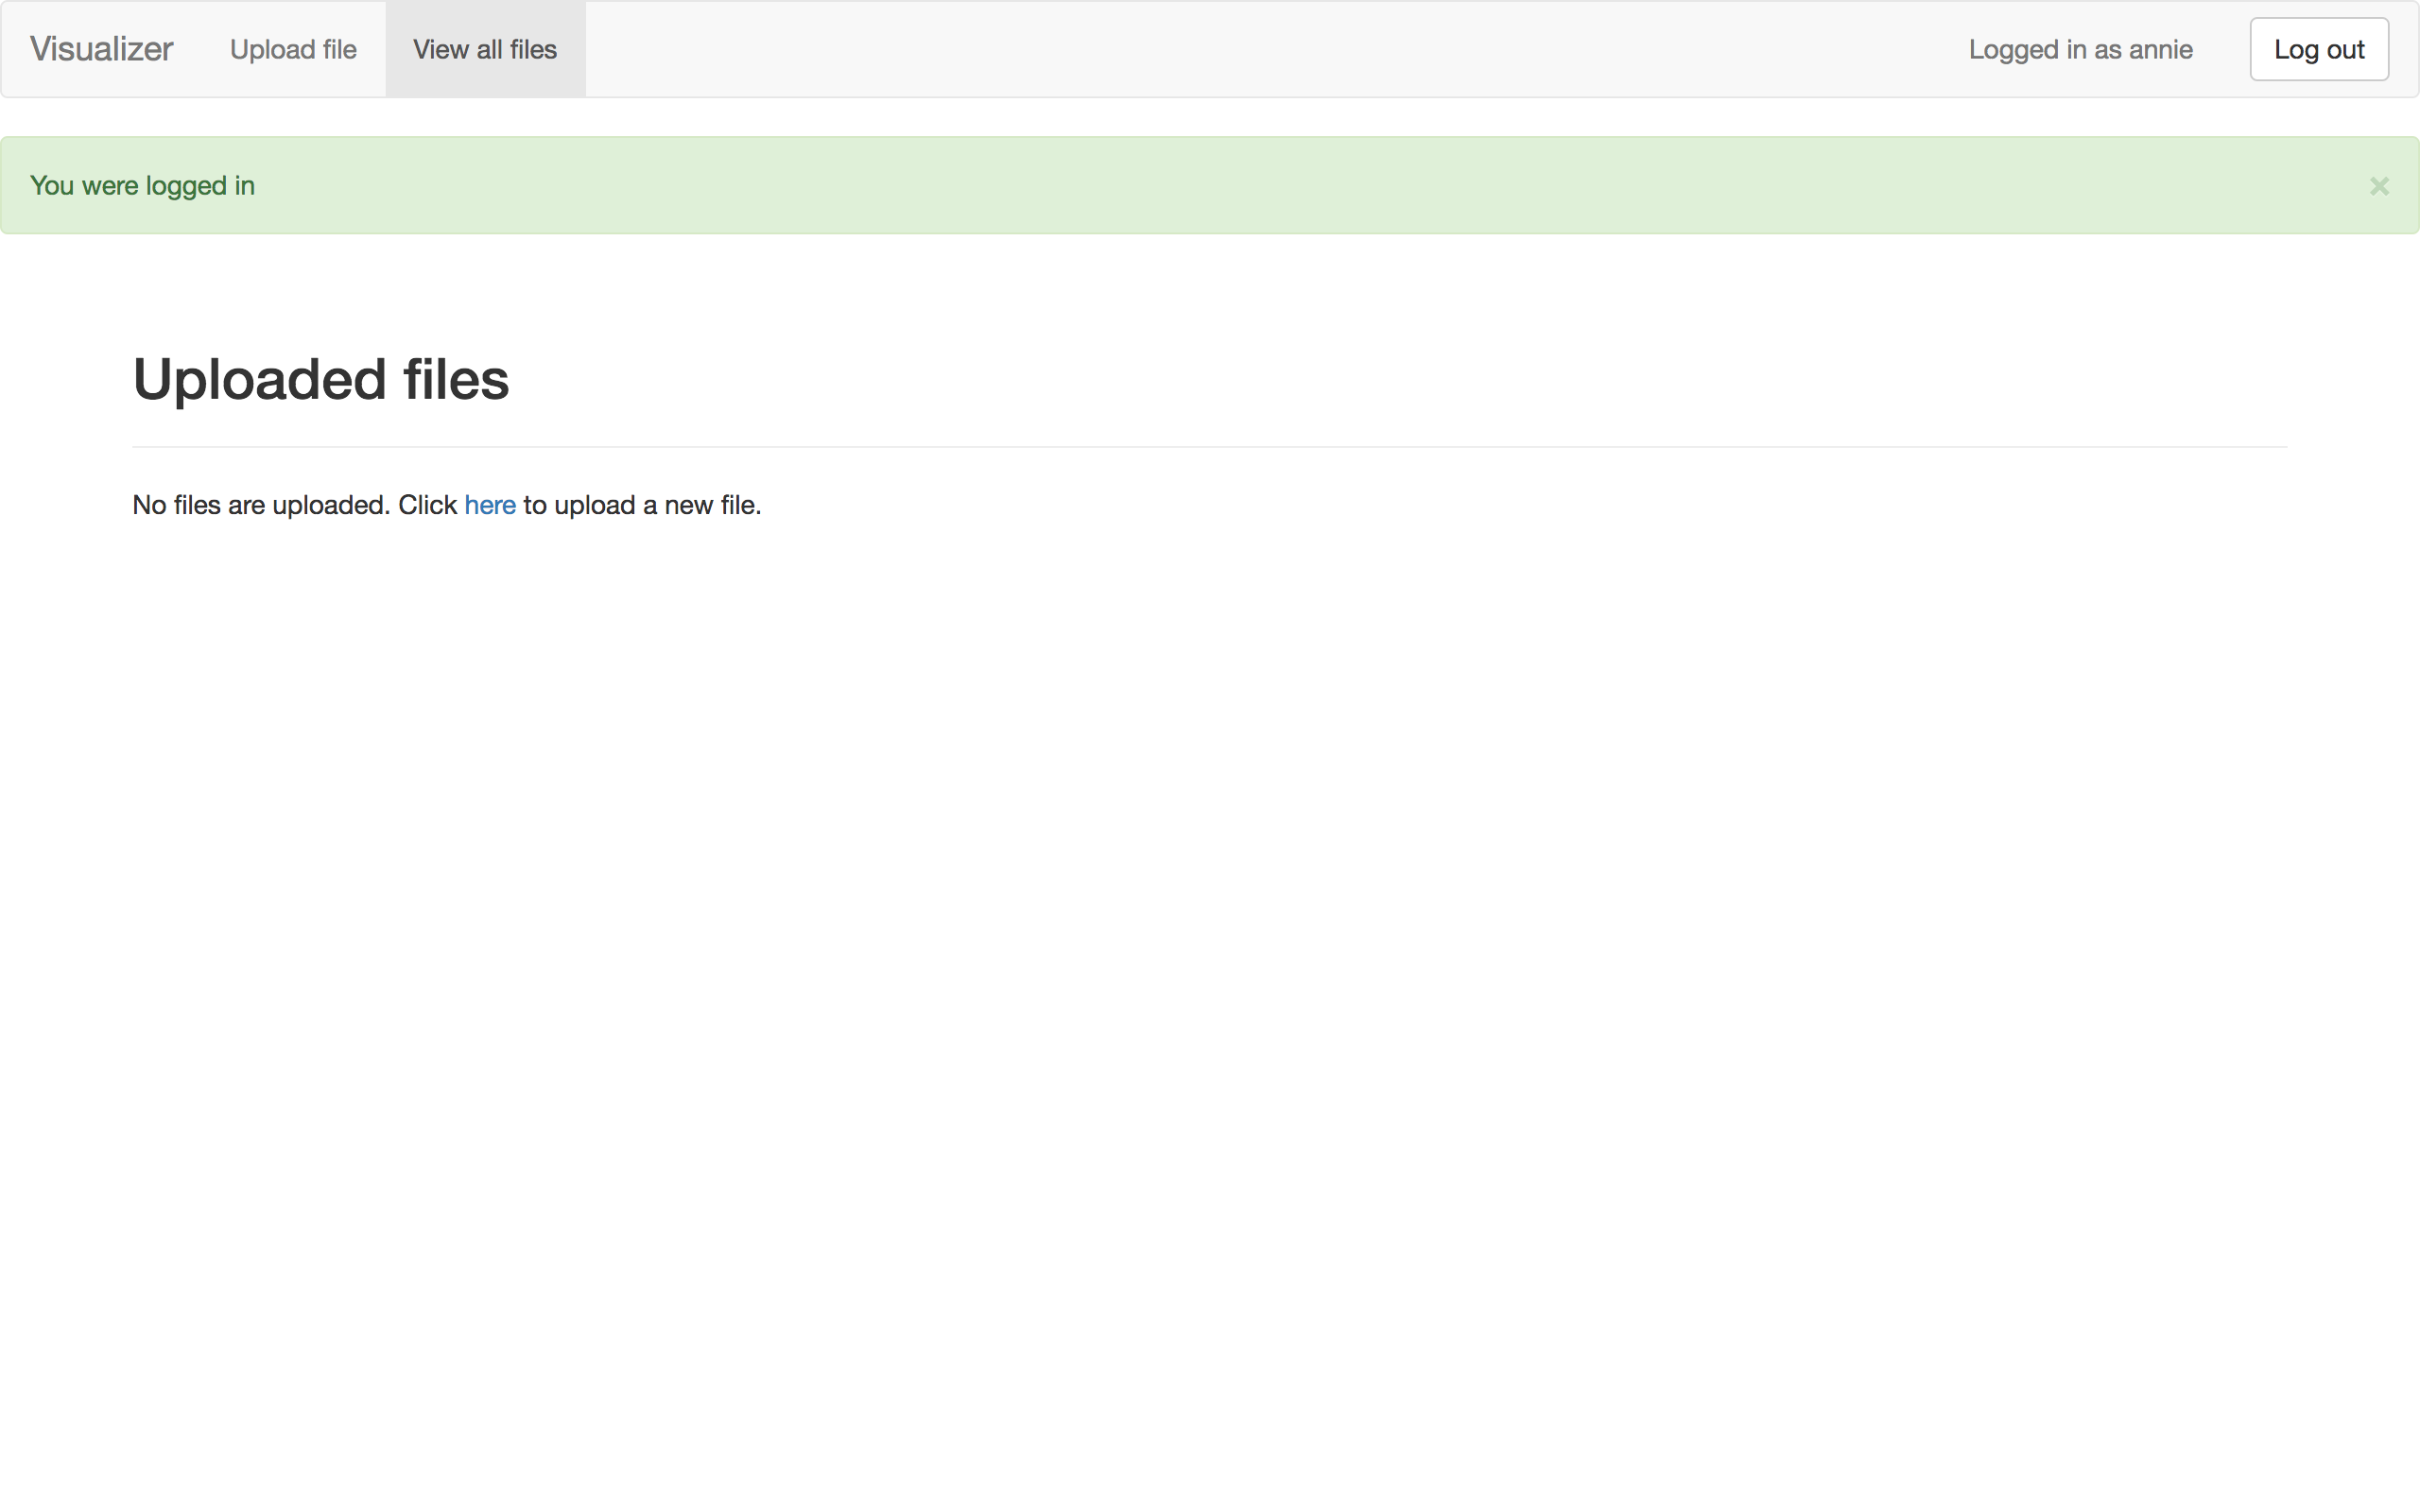 Visualizer Upload file View all files Logged in as annie Log out
You were logged in ×
Uploaded files
No files are uploaded. Click here to upload a new file.